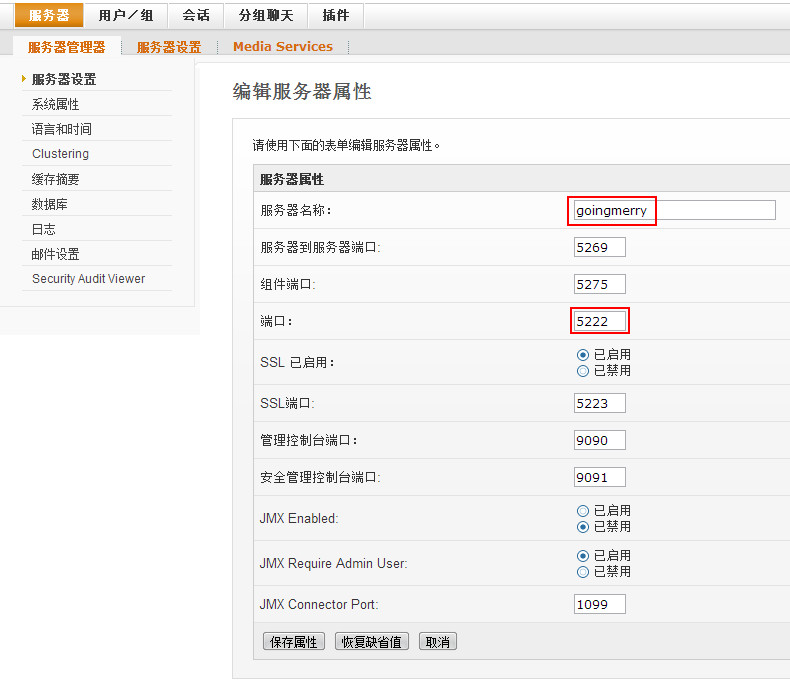 服务器 用户／组 会话 分组聊天 插件
服务器管理器 服务器设置 Media Services
服务器设置
系统属性
语言和时间
Clustering
缓存摘要
数据库
日志
邮件设置
Security Audit Viewer
编辑服务器属性
请使用下面的表单编辑服务器属性。
服务器属性
服务器名称： goingmerry
服务器到服务器端口: 5269
组件端口: 5275
端口： 5222
SSL 已启用： 已启用
已禁用
SSL端口: 5223
管理控制台端口： 9090
安全管理控制台端口: 9091
JMX Enabled: 已启用
已禁用
JMX Require Admin User: 已启用
已禁用
JMX Connector Port: 1099
保存属性 恢复缺省值 取消